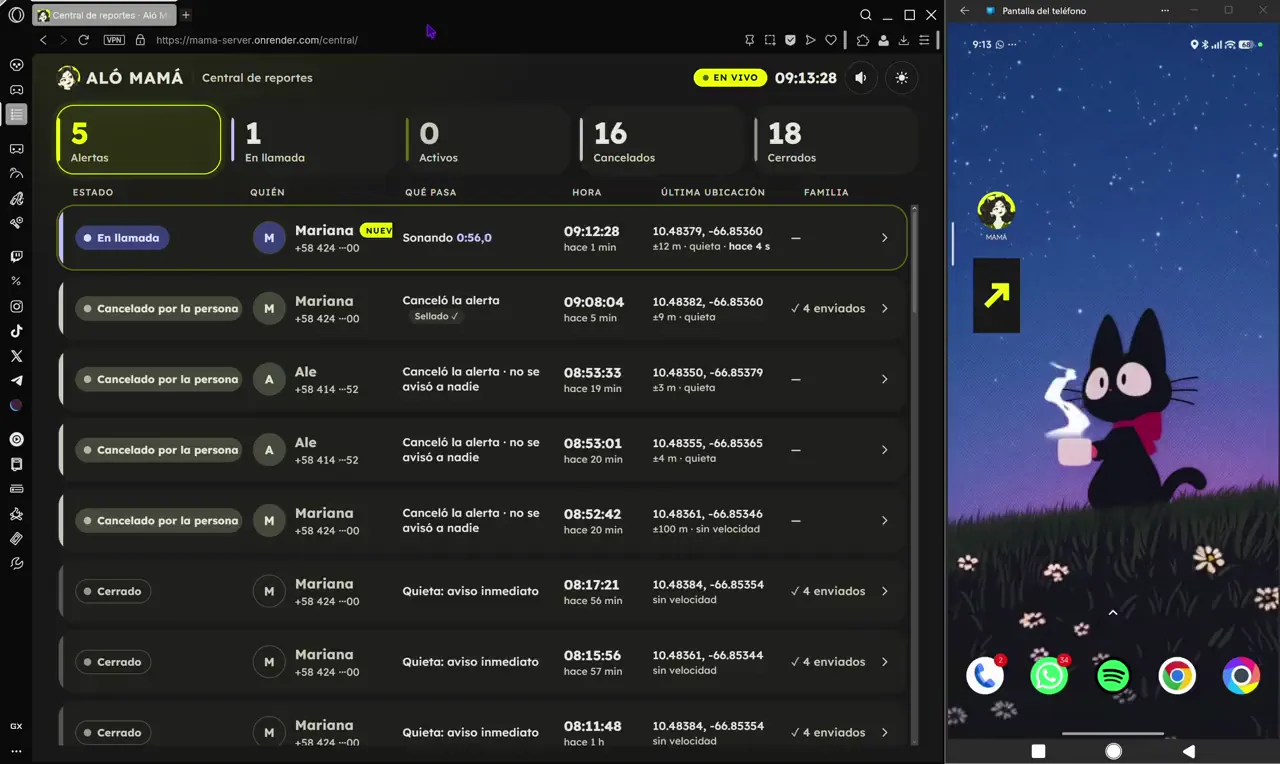 Central de reportes · Aló M
Pantalla del teléfono
VPN
https://mama-server.onrender.com/central/
9:13
68
ALÓ MAMÁ
Central de reportes
EN VIVO
09:13:28
5
Alertas
1
En llamada
0
Activos
16
Cancelados
18
Cerrados
ESTADO QUIÉN QUÉ PASA HORA ÚLTIMA UBICACIÓN FAMILIA
En llamada
M
Mariana NUEV
+58 424 ···00
Sonando 0:56,0
09:12:28
hace 1 min
10.48379, -66.85360
±12 m · quieta · hace 4 s
—
Cancelado por la persona
M
Mariana
+58 424 ···00
Canceló la alerta
Sellado ✓
09:08:04
hace 5 min
10.48382, -66.85360
±9 m · quieta
✓ 4 enviados
Cancelado por la persona
A
Ale
+58 414 ···52
Canceló la alerta · no se
avisó a nadie
08:53:33
hace 19 min
10.48350, -66.85379
±3 m · quieta
—
Cancelado por la persona
A
Ale
+58 414 ···52
Canceló la alerta · no se
avisó a nadie
08:53:01
hace 20 min
10.48355, -66.85365
±4 m · quieta
—
Cancelado por la persona
M
Mariana
+58 424 ···00
Canceló la alerta · no se
avisó a nadie
08:52:42
hace 20 min
10.48361, -66.85346
±100 m · sin velocidad
—
Cerrado
M
Mariana
+58 424 ···00
Quieta: aviso inmediato
08:17:21
hace 56 min
10.48384, -66.85354
sin velocidad
✓ 4 enviados
Cerrado
M
Mariana
+58 424 ···00
Quieta: aviso inmediato
08:15:56
hace 57 min
10.48361, -66.85344
sin velocidad
✓ 4 enviados
Cerrado
M
Mariana
+58 424 ···00
Quieta: aviso inmediato
08:11:48
hace 1 h
10.48384, -66.85354
sin velocidad
✓ 4 enviados
GX
MAMÁ
2
34